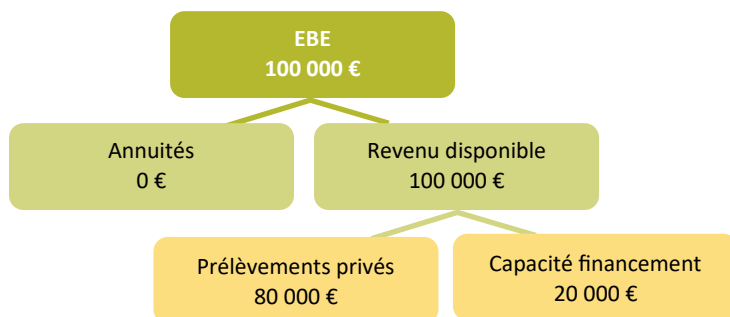 EBE
100 000 €
Annuités
0 €
Revenu disponible
100 000 €
Prélèvements privés
80 000 €
Capacité financement
20 000 €